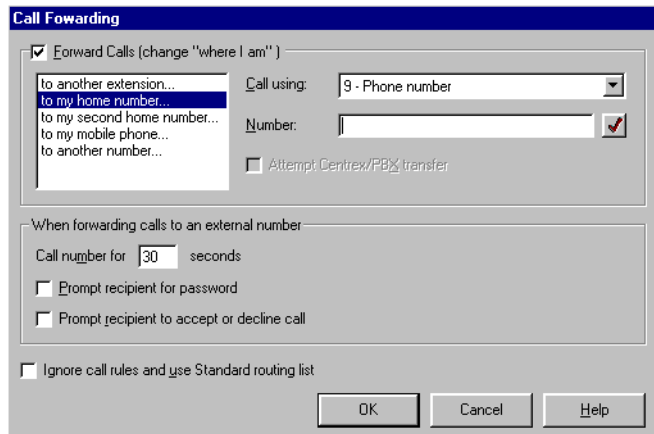 Call Fowarding
Forward Calls (change "where I am" )
to another extension...
to my home number...
to my second home number...
to my mobile phone...
to another number...
Call using: 9 - Phone number
Number:
Attempt Centrex/PBX transfer
When forwarding calls to an external number
Call number for 30 seconds
Prompt recipient for password
Prompt recipient to accept or decline call
Ignore call rules and use Standard routing list
OK Cancel Help